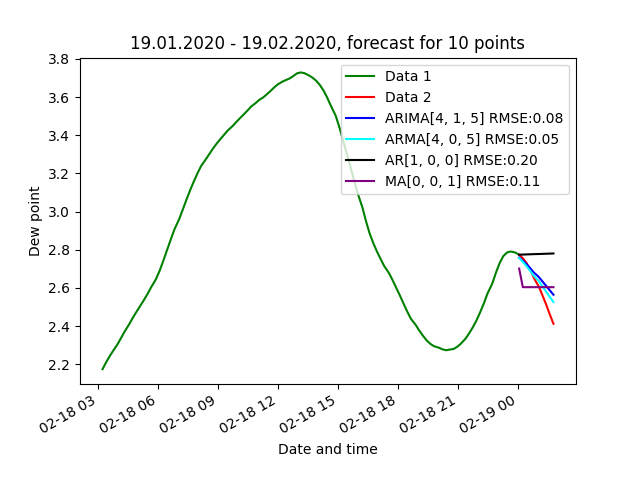 19.01.2020 - 19.02.2020, forecast for 10 points
Data 1
Data 2
ARIMA[4, 1, 5] RMSE:0.08
ARMA[4, 0, 5] RMSE:0.05
AR[1, 0, 0] RMSE:0.20
MA[0, 0, 1] RMSE:0.11
Dew point
3.8
3.6
3.4
3.2
3.0
2.8
2.6
2.4
2.2
02-18 03
02-18 06
02-18 09
02-18 12
02-18 15
02-18 18
02-18 21
02-19 00
Date and time